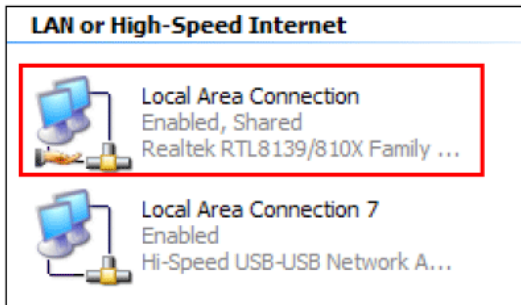 LAN or High-Speed Internet
Local Area Connection
Enabled, Shared
Realtek RTL8139/810X Family ...
Local Area Connection 7
Enabled
Hi-Speed USB-USB Network A...